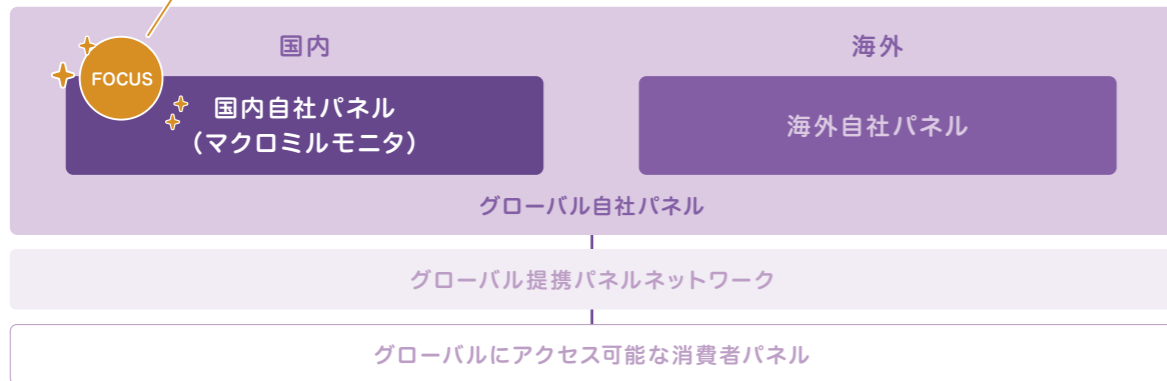 国内
海外
FOCUS
国内自社パネル
（マクロミルモニタ）
海外自社パネル
グローバル自社パネル
グローバル提携パネルネットワーク
グローバルにアクセス可能な消費者パネル